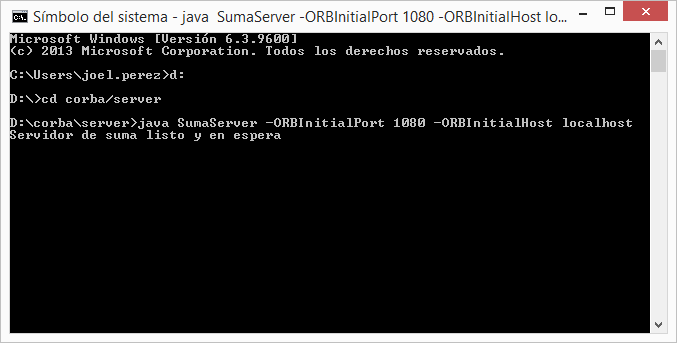 Símbolo del sistema - java  SumaServer -ORBInitialPort 1080 -ORBInitialHost lo...
Microsoft Windows [Versión 6.3.9600]
(c) 2013 Microsoft Corporation. Todos los derechos reservados.
C:\Users\joel.perez>d:
D:\>cd corba/server
D:\corba\server>java SumaServer -ORBInitialPort 1080 -ORBInitialHost localhost
Servidor de suma listo y en espera